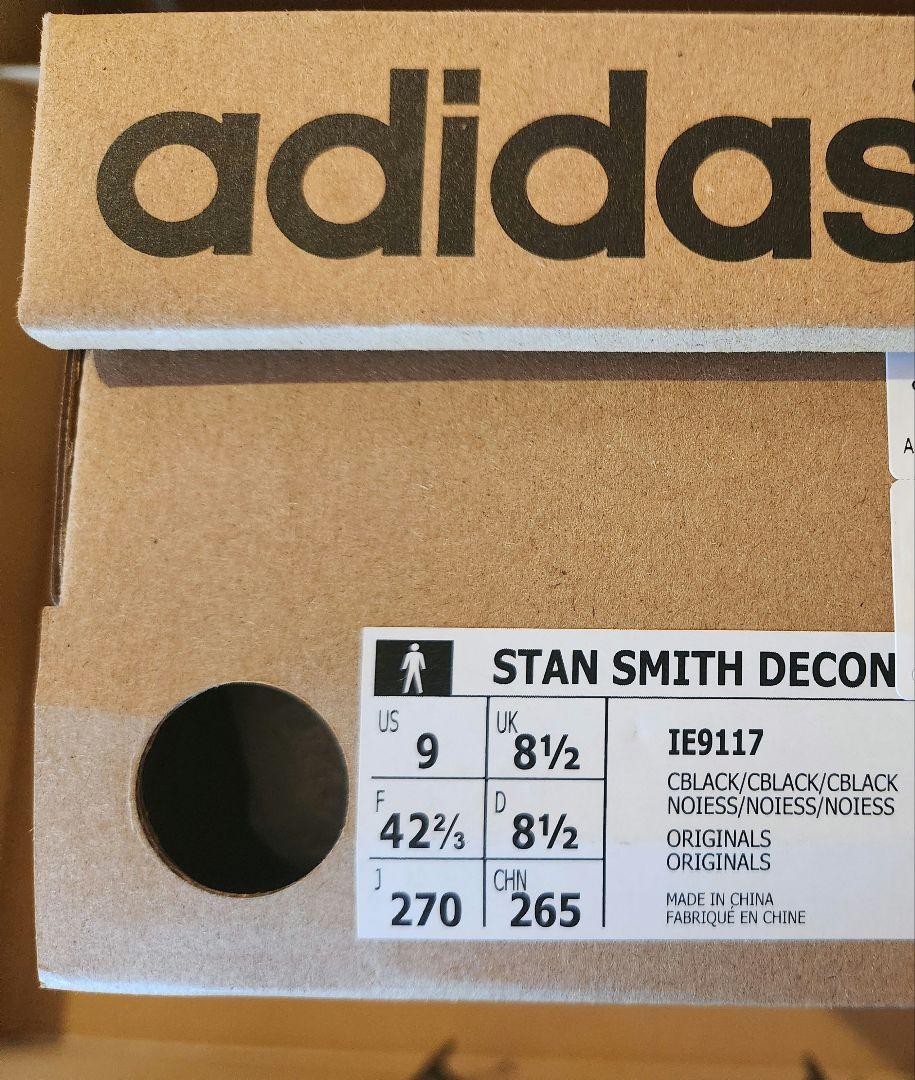 adidas
STAN SMITH DECON
US 9
UK 8½
F 42⅔
D 8½
J 270
CHN 265
IE9117
CBLACK/CBLACK/CBLACK
NOIESS/NOIESS/NOIESS
ORIGINALS
ORIGINALS
MADE IN CHINA
FABRIQUÉ EN CHINE
A